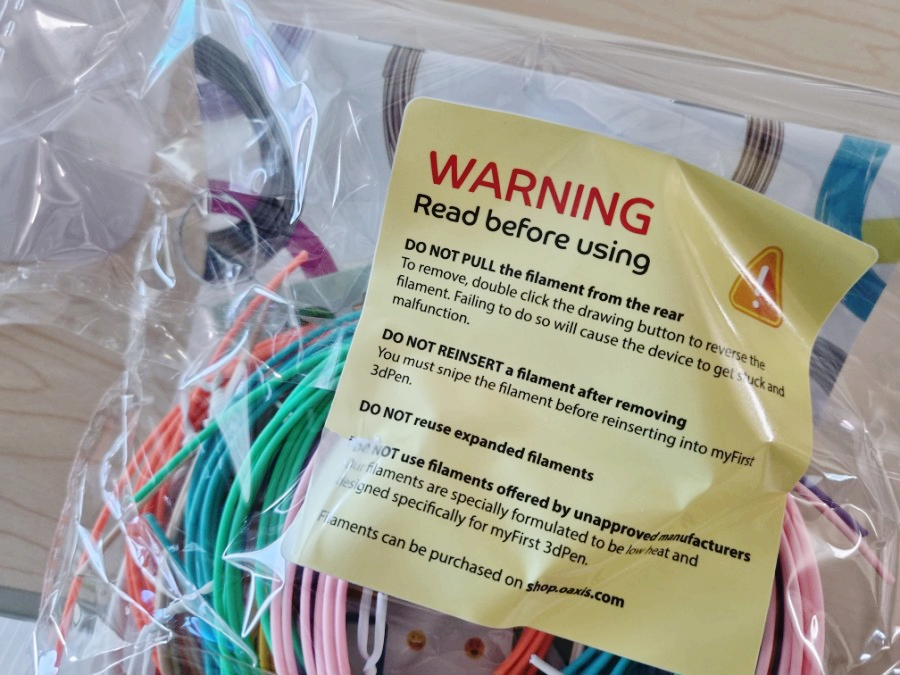 WARNING
Read before using
DO NOT PULL the filament from the rear
To remove, double click the drawing button to reverse the
filament. Failing to do so will cause the device to get stuck and
malfunction.
DO NOT REINSERT a filament after removing
You must snipe the filament before reinserting into myFirst
3dPen.
DO NOT reuse expanded filaments
DO NOT use filaments offered by unapproved manufacturers
Our filaments are specially formulated to be low heat and
designed specifically for myFirst 3dPen.
Filaments can be purchased on shop.oaxis.com